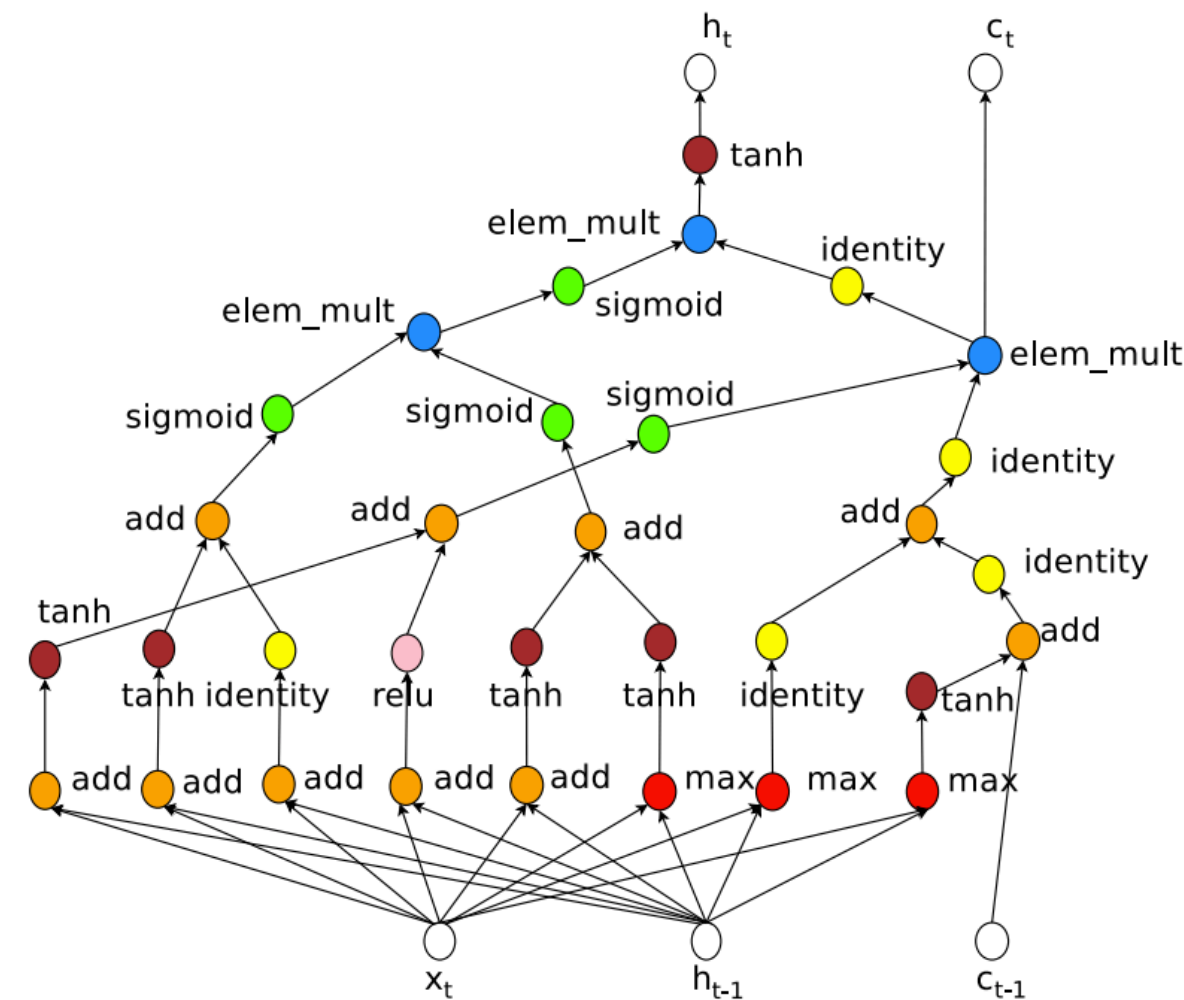 h_t c_t
tanh
elem_mult
identity
sigmoid
elem_mult
elem_mult
sigmoid
sigmoid
sigmoid
identity
add
add
add
add
identity
tanh
add
tanh
identity
relu
tanh
tanh
identity
tanh
add
add
add
add
add
max
max
max
x_t
h_t-1
c_t-1